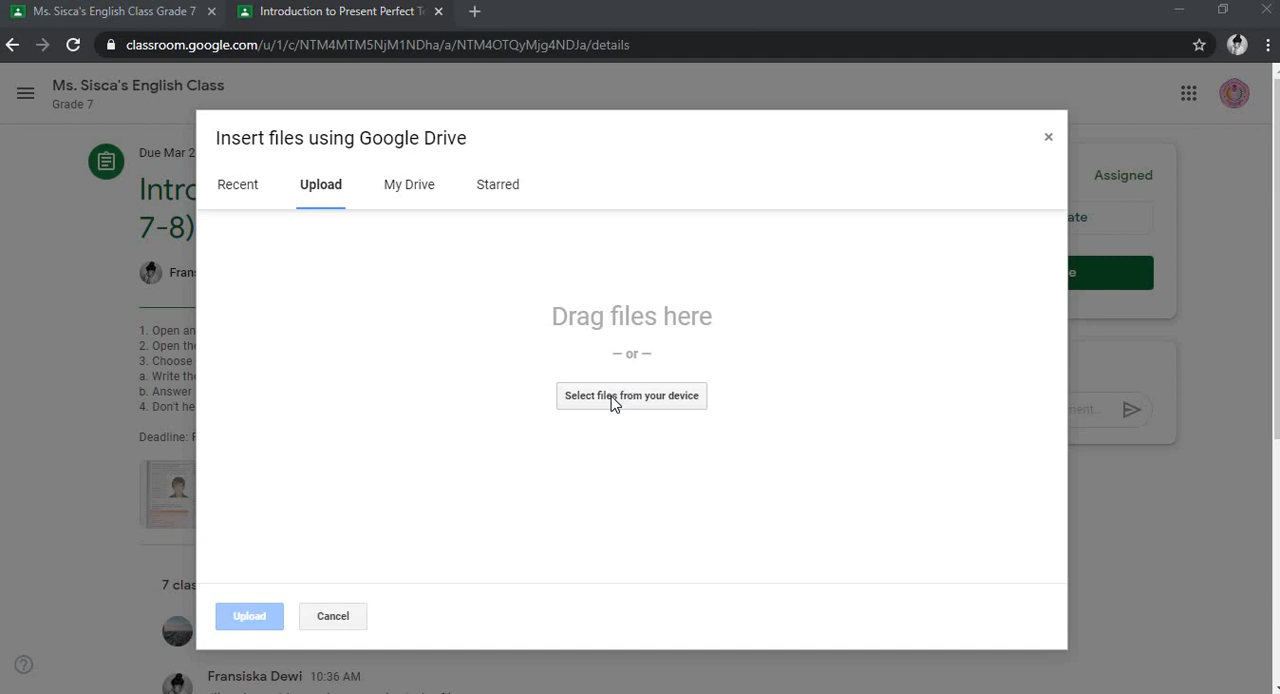 Ms. Sisca's English Class Grade 7
Introduction to Present Perfect Te
classroom.google.com/u/1/c/NTM4MTM5NjM1NDha/a/NTM4OTQyMjg4NDJa/details
Ms. Sisca's English Class
Grade 7
Insert files using Google Drive
Recent Upload My Drive Starred
Due Mar 2
Assigned
7-8)
Drag files here
— or —
Select files from your device
1. Open an
2. Open the
3. Choose
a. Write the
b. Answer
4. Don't he
Deadline:
7 clas
Upload Cancel
Fransiska Dewi 10:36 AM